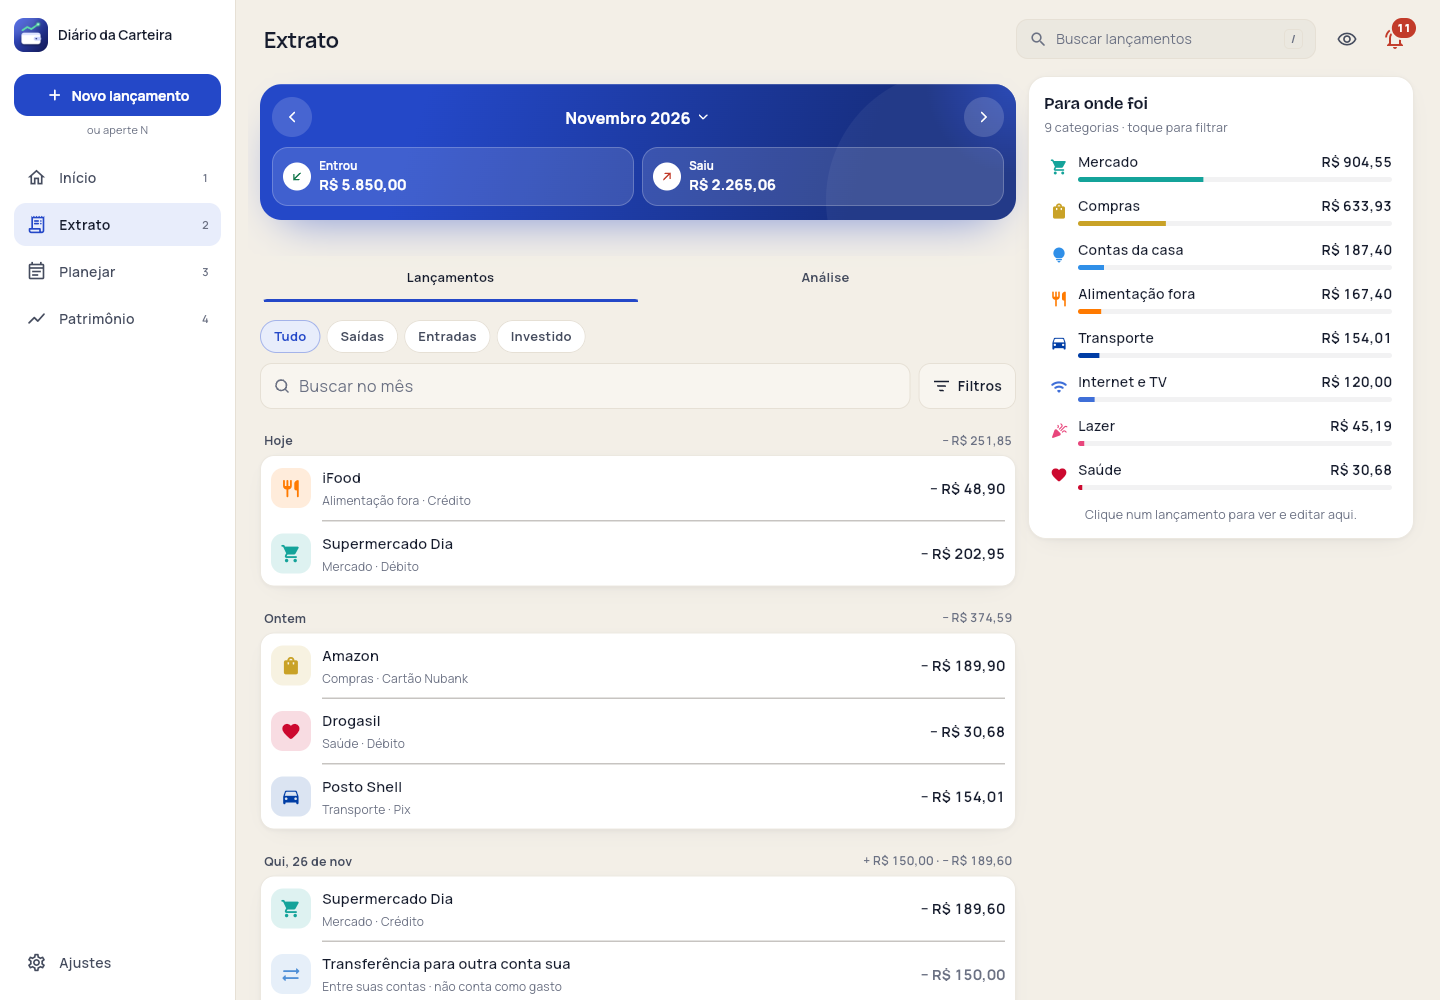 Diário da Carteira
Novo lançamento
ou aperte N
Início 1
Extrato 2
Planejar 3
Patrimônio 4
Ajustes
Extrato
Buscar lançamentos /
11
Novembro 2026
Entrou
R$ 5.850,00
Saiu
R$ 2.265,06
Lançamentos
Análise
Tudo
Saídas
Entradas
Investido
Buscar no mês
Filtros
Hoje − R$ 251,85
iFood
Alimentação fora · Crédito
− R$ 48,90
Supermercado Dia
Mercado · Débito
− R$ 202,95
Ontem − R$ 374,59
Amazon
Compras · Cartão Nubank
− R$ 189,90
Drogasil
Saúde · Débito
− R$ 30,68
Posto Shell
Transporte · Pix
− R$ 154,01
Qui, 26 de nov + R$ 150,00 · − R$ 189,60
Supermercado Dia
Mercado · Crédito
− R$ 189,60
Transferência para outra conta sua
Entre suas contas · não conta como gasto
− R$ 150,00
Para onde foi
9 categorias · toque para filtrar
Mercado R$ 904,55
Compras R$ 633,93
Contas da casa R$ 187,40
Alimentação fora R$ 167,40
Transporte R$ 154,01
Internet e TV R$ 120,00
Lazer R$ 45,19
Saúde R$ 30,68
Clique num lançamento para ver e editar aqui.